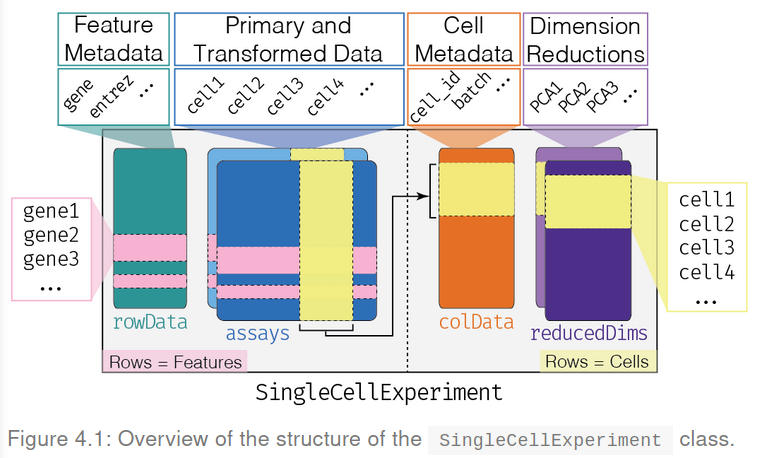 Feature
Metadata
Primary and
Transformed Data
Cell
Metadata
Dimension
Reductions
gene
entrez
...
cell1
cell2
cell3
cell4
...
cell_id
batch
...
PCA1
PCA2
PCA3
...
gene1
gene2
gene3
...
cell1
cell2
cell3
cell4
...
rowData
assays
colData
reducedDims
Rows = Features
Rows = Cells
SingleCellExperiment
Figure 4.1: Overview of the structure of the SingleCellExperiment class.